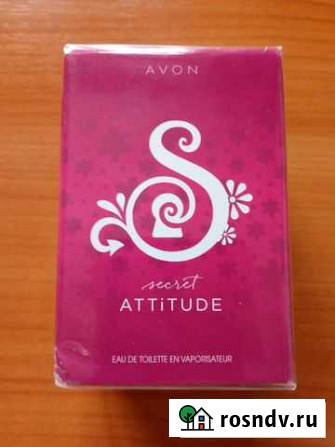 AVON
secret
ATTiTUDE
EAU DE TOILETTE EN VAPORISATEUR
rosndv.ru